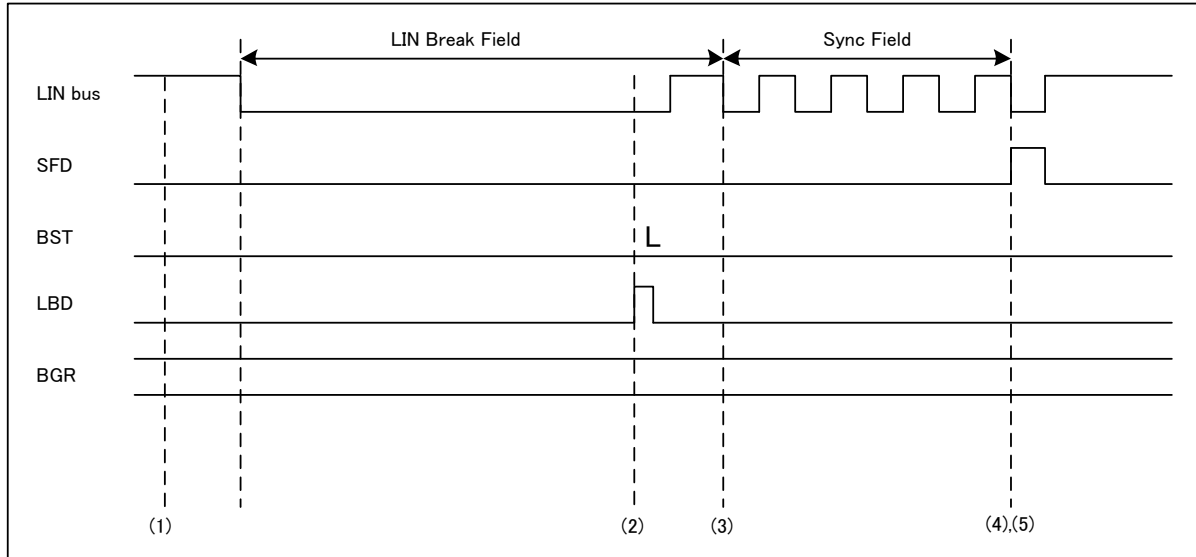 LIN Break Field
Sync Field
LIN bus
SFD
BST
L
LBD
BGR
(1)
(2)
(3)
(4),(5)